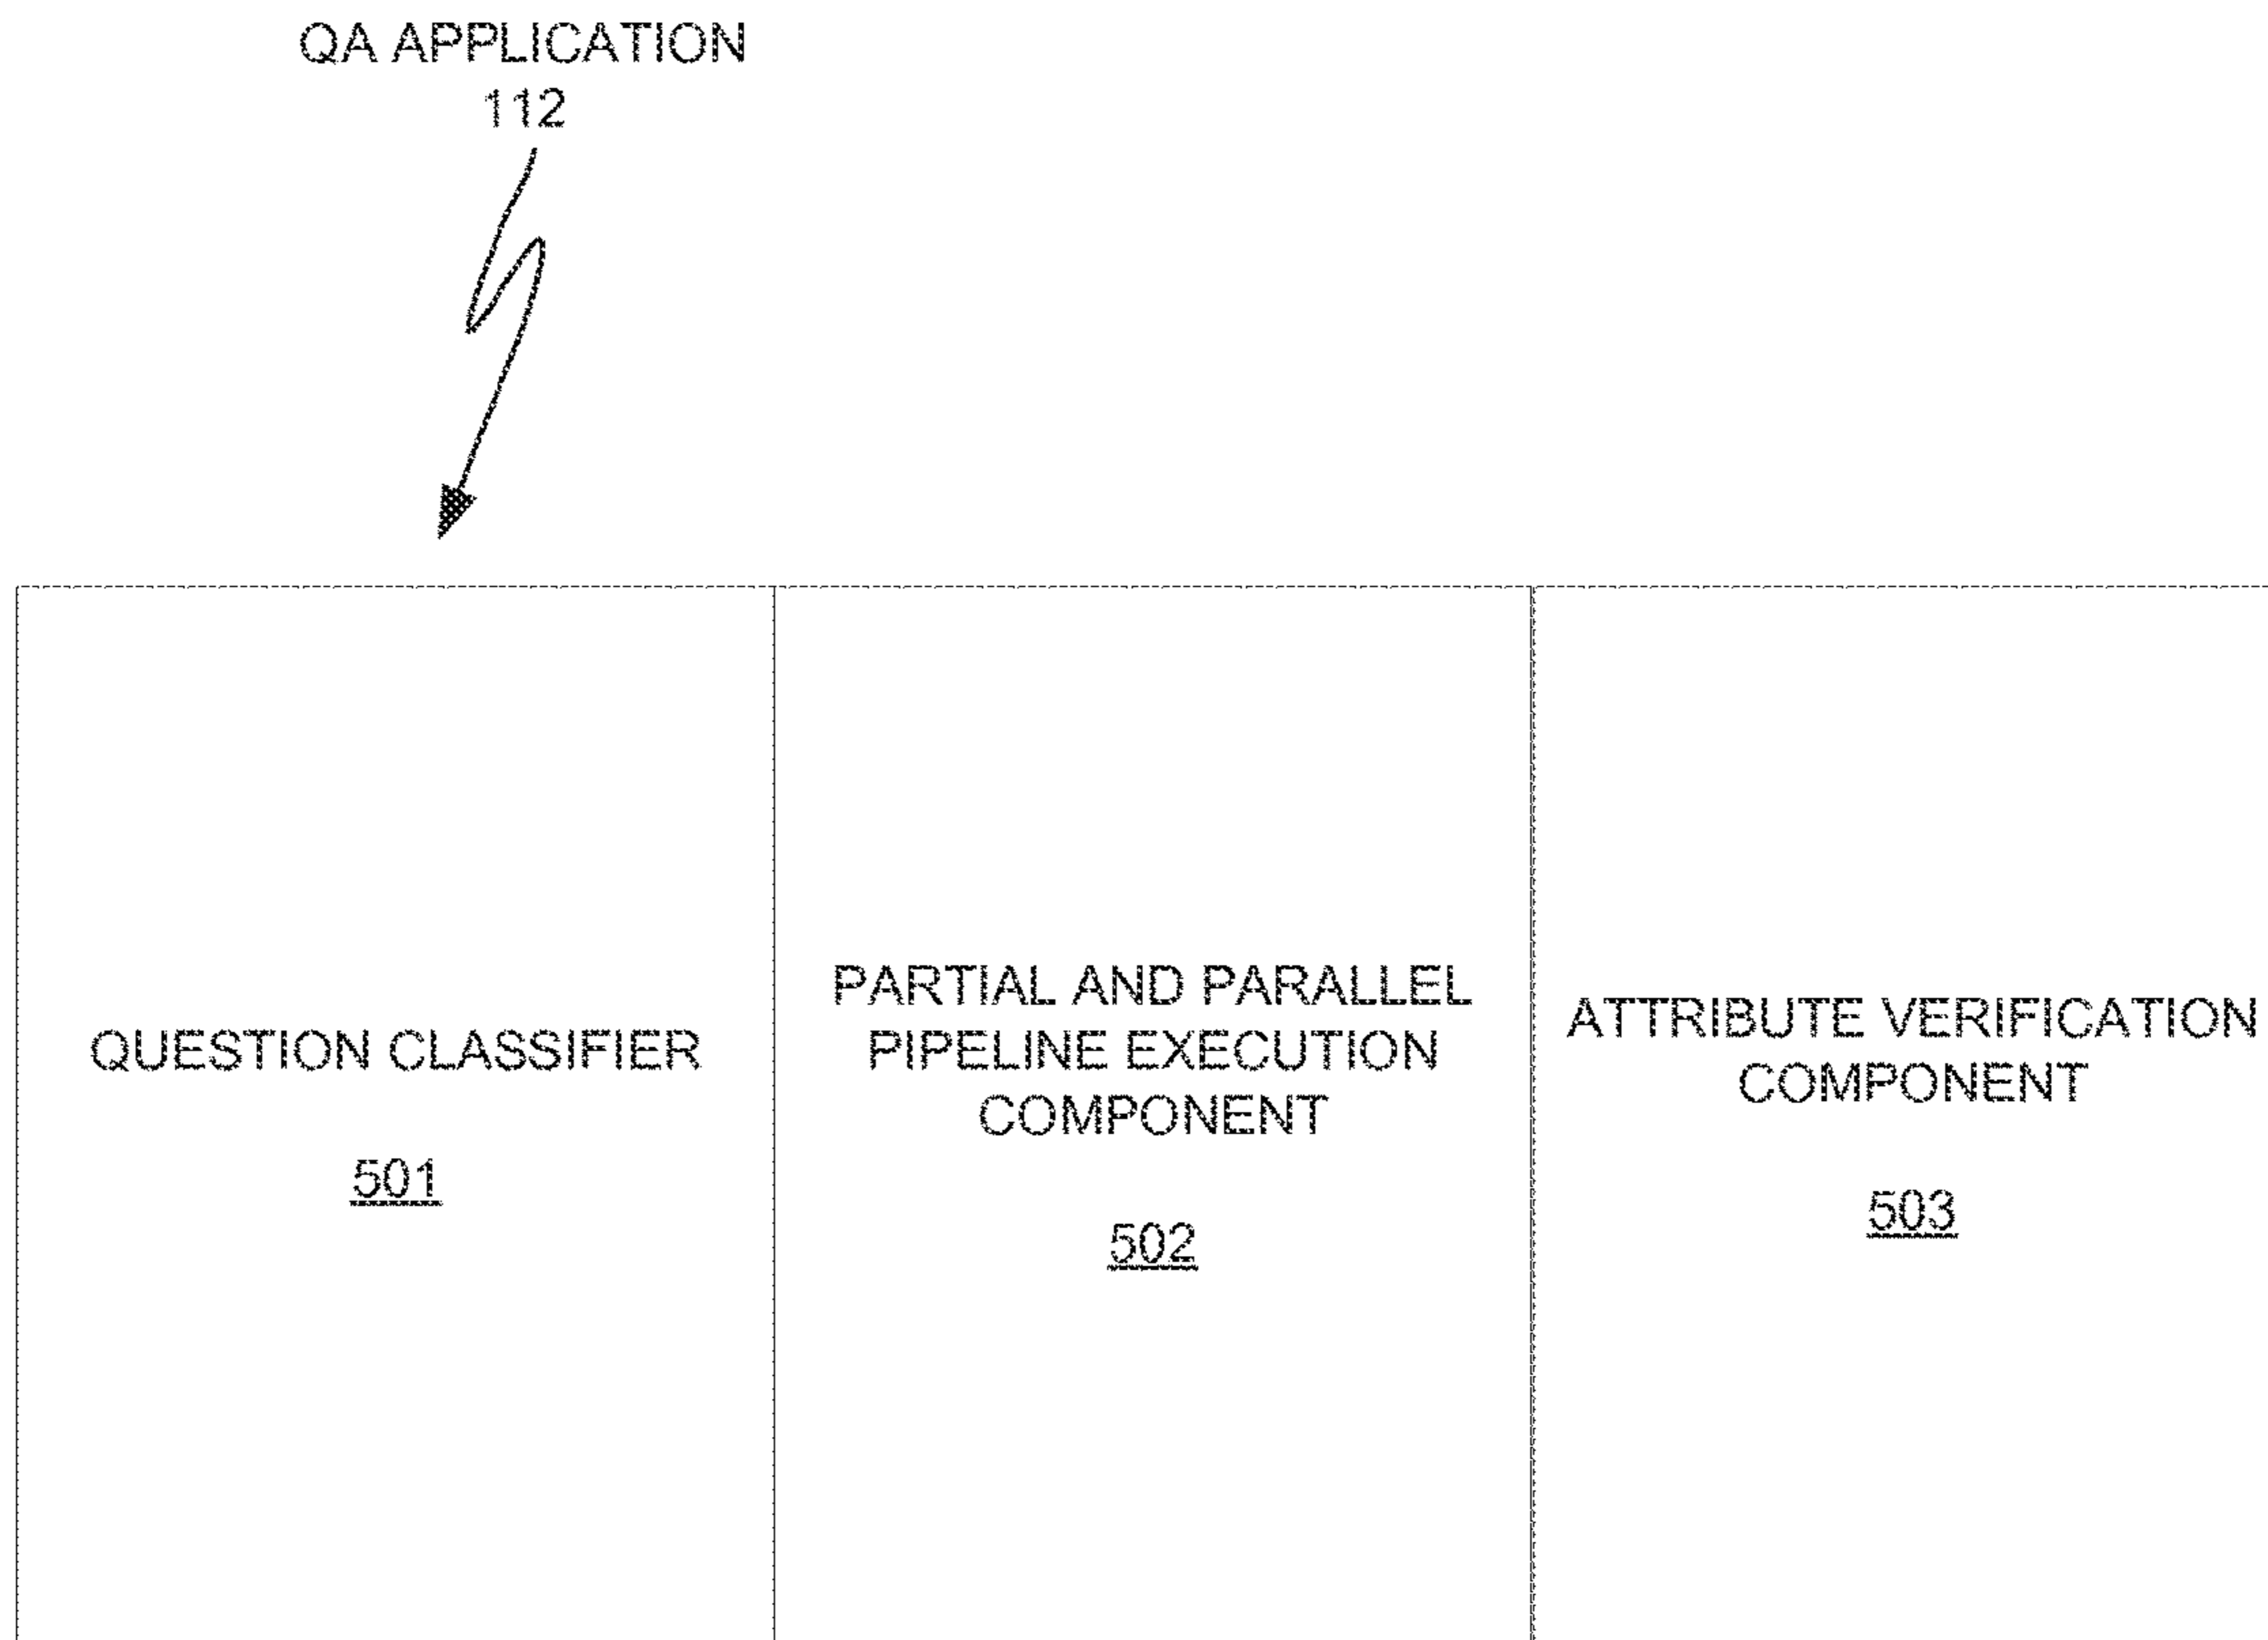 QA APPLICATION
112
QUESTION CLASSIFIER
501
PARTIAL AND PARALLEL
PIPELINE EXECUTION
COMPONENT
502
ATTRIBUTE VERIFICATION
COMPONENT
503